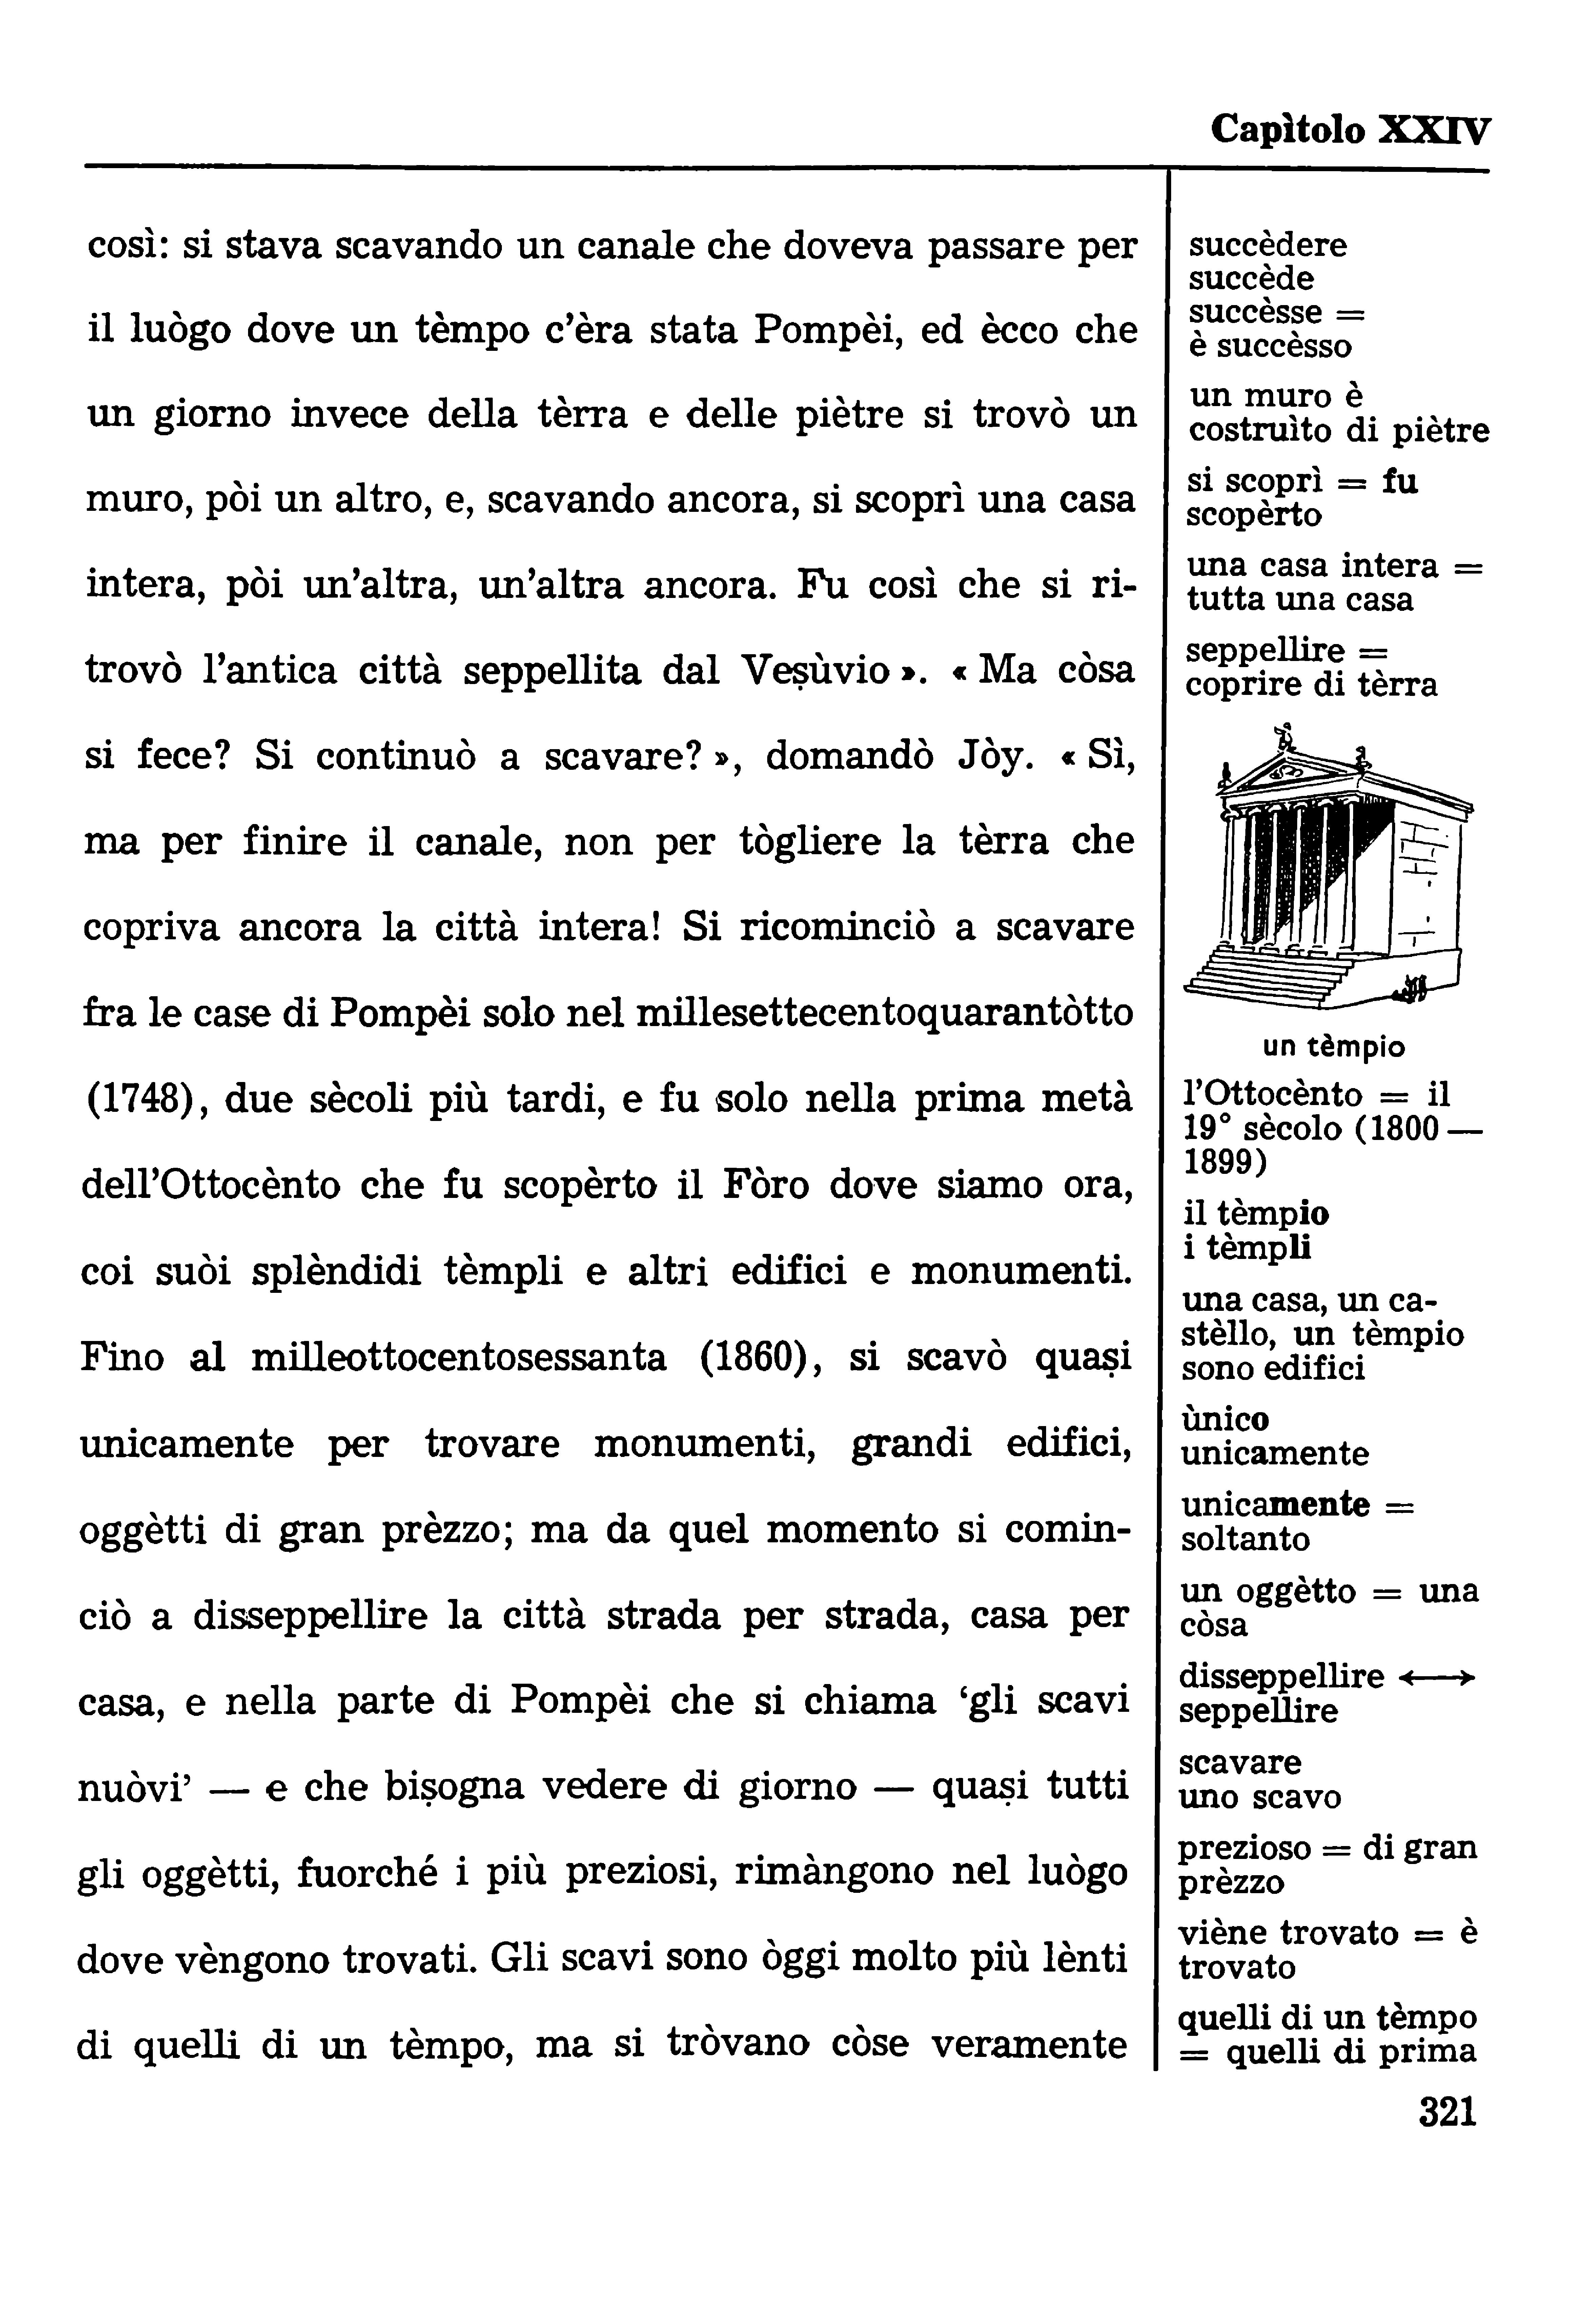 Capìtolo XXIV
così: si stava scavando un canale che doveva passare per
il luògo dove un tèmpo c’èra stata Pompèi, ed ècco che
un giorno invece della tèrra e delle piètre si trovò un
muro, pòi un altro, e, scavando ancora, si scoprì una casa
intera, pòi un’altra, un’altra ancora. Fu così che si ri-
trovò l’antica città seppellita dal Veṣùvio ». « Ma còsa
si fece? Si continuò a scavare? », domandò Jòy. « Sì,
ma per finire il canale, non per tògliere la tèrra che
copriva ancora la città intera! Si ricominciò a scavare
fra le case di Pompèi solo nel millesettecentoquarantòtto
(1748), due sècoli più tardi, e fu solo nella prima metà
dell’Ottocènto che fu scopèrto il Fòro dove siamo ora,
coi suòi splèndidi tèmpli e altri edifici e monumenti.
Fino al milleottocentosessanta (1860), si scavò quaṣi
unicamente per trovare monumenti, grandi edifici,
oggètti di gran prèzzo; ma da quel momento si comin-
ciò a disseppellire la città strada per strada, casa per
casa, e nella parte di Pompèi che si chiama ‘gli scavi
nuòvi’ — e che biṣogna vedere di giorno — quaṣi tutti
gli oggètti, fuorché i più preziosi, rimàngono nel luògo
dove vèngono trovati. Gli scavi sono òggi molto più lènti
di quelli di un tèmpo, ma si tròvano còse veramente
succèdere
succède
succèsse =
è succèsso
un muro è
costruìto di piètre
si scoprì = fu
scopèrto
una casa intera =
tutta una casa
seppellire =
coprire di tèrra
un tèmpio
l’Ottocènto = il
19° sècolo (1800 —
1899)
il tèmpio
i tèmpli
una casa, un ca-
stèllo, un tèmpio
sono edifici
ùnico
unicamente
unicamente =
soltanto
un oggètto = una
còsa
disseppellire ←→
seppellire
scavare
uno scavo
prezioso = di gran
prèzzo
viène trovato = è
trovato
quelli di un tèmpo
= quelli di prima
321